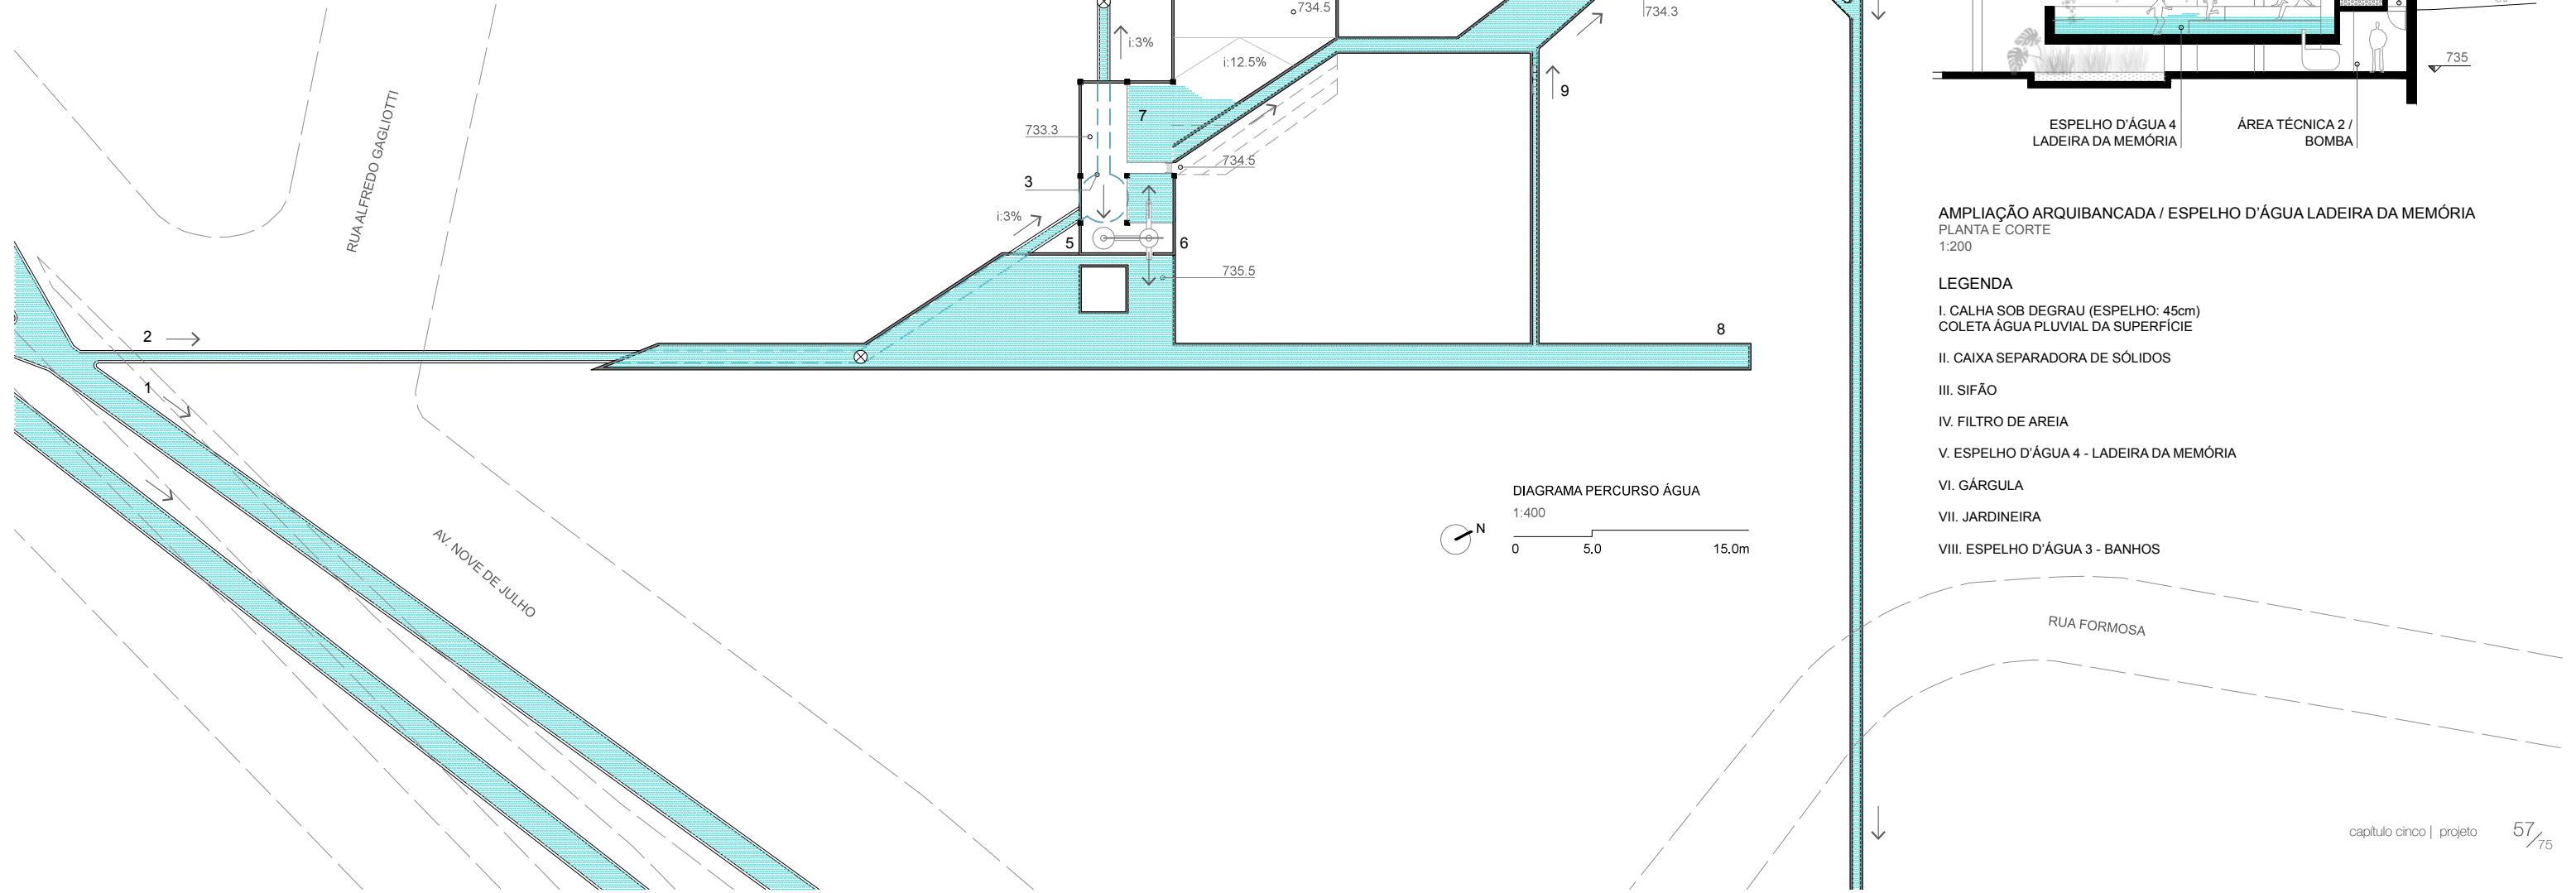 734.5
734.3
i:3%
i:12.5%
9
7
733.3
734.5
3
i:3%
5
6
735.5
RUA ALFREDO GAGLIOTTI
2
8
1
AV. NOVE DE JULHO
DIAGRAMA PERCURSO ÁGUA
1:400
N
0 5.0 15.0m
735
ESPELHO D'ÁGUA 4
LADEIRA DA MEMÓRIA
ÁREA TÉCNICA 2 /
BOMBA
AMPLIAÇÃO ARQUIBANCADA / ESPELHO D'ÁGUA LADEIRA DA MEMÓRIA
PLANTA E CORTE
1:200
LEGENDA
I. CALHA SOB DEGRAU (ESPELHO: 45cm)
COLETA ÁGUA PLUVIAL DA SUPERFÍCIE
II. CAIXA SEPARADORA DE SÓLIDOS
III. SIFÃO
IV. FILTRO DE AREIA
V. ESPELHO D'ÁGUA 4 - LADEIRA DA MEMÓRIA
VI. GÁRGULA
VII. JARDINEIRA
VIII. ESPELHO D'ÁGUA 3 - BANHOS
RUA FORMOSA
capítulo cinco | projeto 57/75